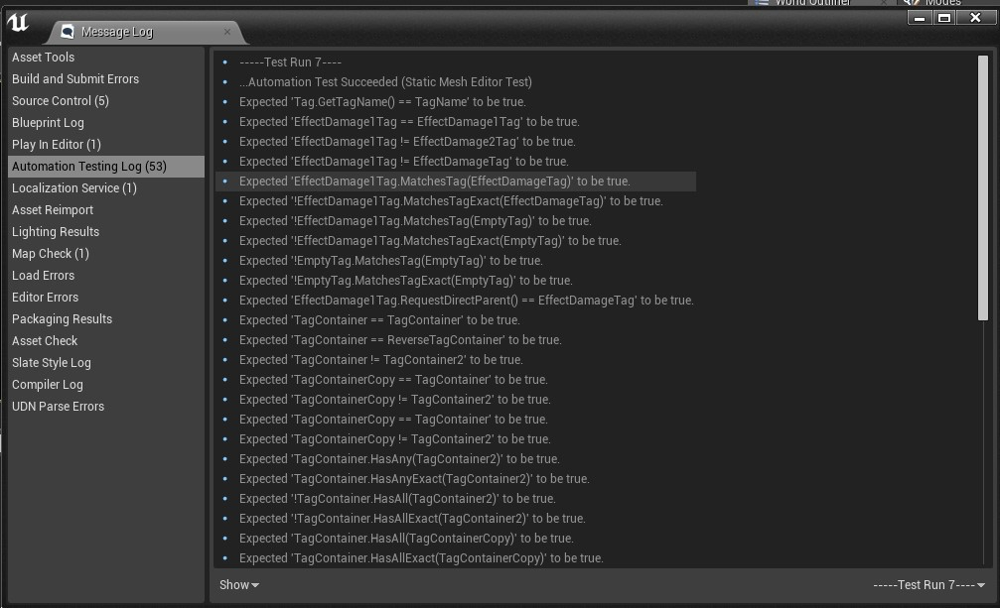 World Outliner
Modes
Message Log
Asset Tools
Build and Submit Errors
Source Control (5)
Blueprint Log
Play In Editor (1)
Automation Testing Log (53)
Localization Service (1)
Asset Reimport
Lighting Results
Map Check (1)
Load Errors
Editor Errors
Packaging Results
Asset Check
Slate Style Log
Compiler Log
UDN Parse Errors
-----Test Run 7----
...Automation Test Succeeded (Static Mesh Editor Test)
Expected 'Tag.GetTagName() == TagName' to be true.
Expected 'EffectDamage1Tag == EffectDamage1Tag' to be true.
Expected 'EffectDamage1Tag != EffectDamage2Tag' to be true.
Expected 'EffectDamage1Tag != EffectDamageTag' to be true.
Expected 'EffectDamage1Tag.MatchesTag(EffectDamageTag)' to be true.
Expected '!EffectDamage1Tag.MatchesTagExact(EffectDamageTag)' to be true.
Expected '!EffectDamage1Tag.MatchesTag(EmptyTag)' to be true.
Expected '!EffectDamage1Tag.MatchesTagExact(EmptyTag)' to be true.
Expected '!EmptyTag.MatchesTag(EmptyTag)' to be true.
Expected '!EmptyTag.MatchesTagExact(EmptyTag)' to be true.
Expected 'EffectDamage1Tag.RequestDirectParent() == EffectDamageTag' to be true.
Expected 'TagContainer == TagContainer' to be true.
Expected 'TagContainer == ReverseTagContainer' to be true.
Expected 'TagContainer != TagContainer2' to be true.
Expected 'TagContainerCopy == TagContainer' to be true.
Expected 'TagContainerCopy != TagContainer2' to be true.
Expected 'TagContainerCopy == TagContainer' to be true.
Expected 'TagContainerCopy != TagContainer2' to be true.
Expected 'TagContainer.HasAny(TagContainer2)' to be true.
Expected 'TagContainer.HasAnyExact(TagContainer2)' to be true.
Expected '!TagContainer.HasAll(TagContainer2)' to be true.
Expected '!TagContainer.HasAllExact(TagContainer2)' to be true.
Expected 'TagContainer.HasAll(TagContainerCopy)' to be true.
Expected 'TagContainer.HasAllExact(TagContainerCopy)' to be true.
Show
-----Test Run 7----